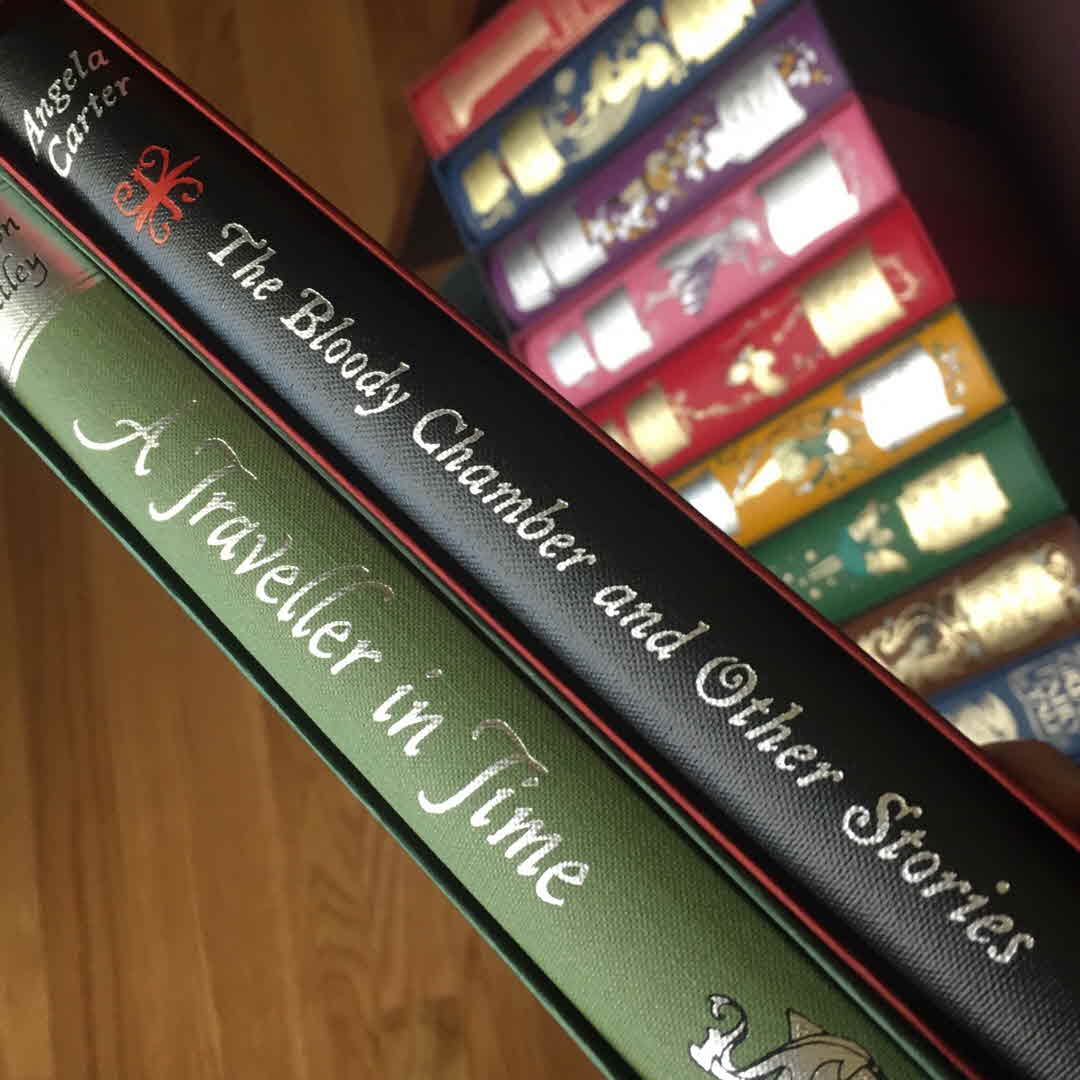 Angela
Carter
The Bloody Chamber and Other Stories
A Traveller in Time